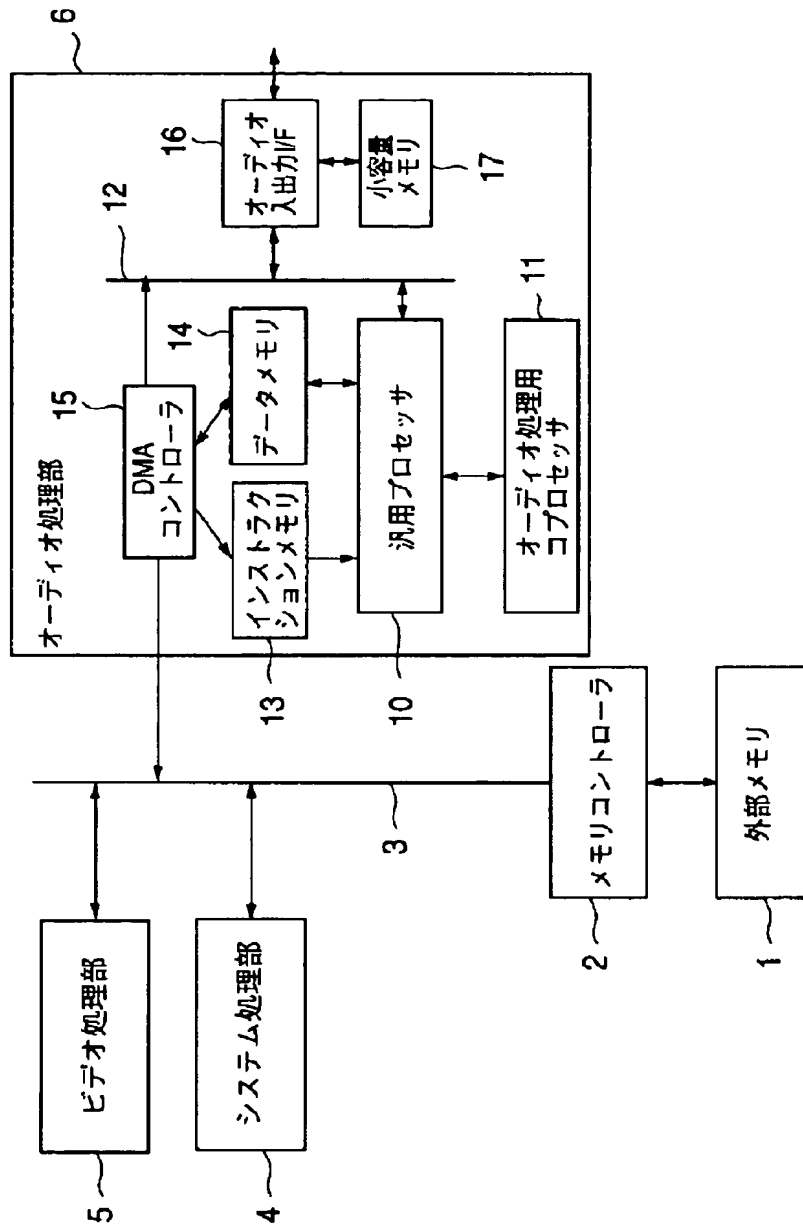 6
オーディオ処理部
15
DMA
コントローラ
12
16
オーディオ
入出力I/F
小容量
メモリ
17
14
データメモリ
インストラク
ションメモリ
13
汎用プロセッサ
10
オーディオ処理用
コプロセッサ
11
ビデオ処理部
5
システム処理部
4
3
メモリコントローラ
2
外部メモリ
1